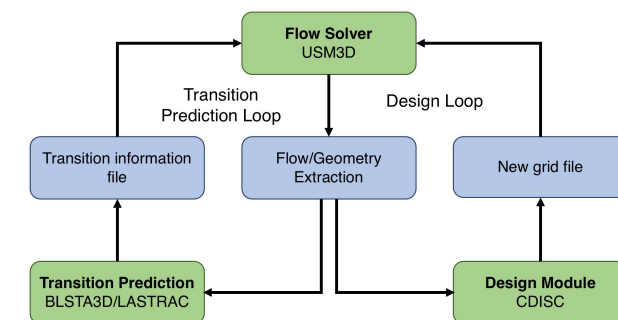 Flow Solver
USM3D
Transition
Prediction Loop
Design Loop
Transition information
file
Flow/Geometry
Extraction
New grid file
Transition Prediction
BLSTA3D/LASTRAC
Design Module
CDISC